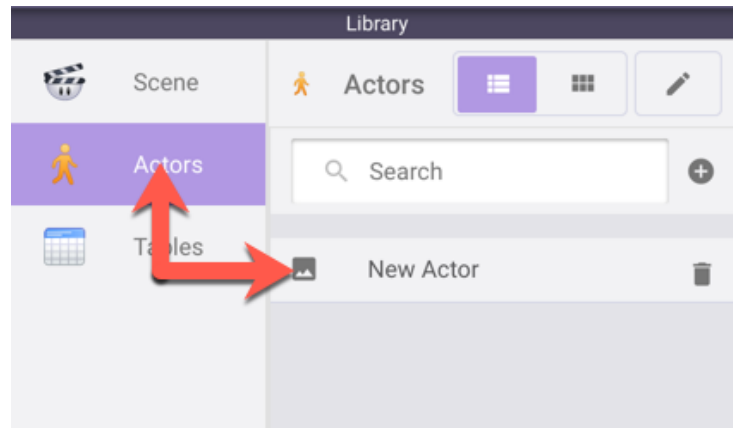 Library
Scene
Actors
Tables
Actors
Search
New Actor